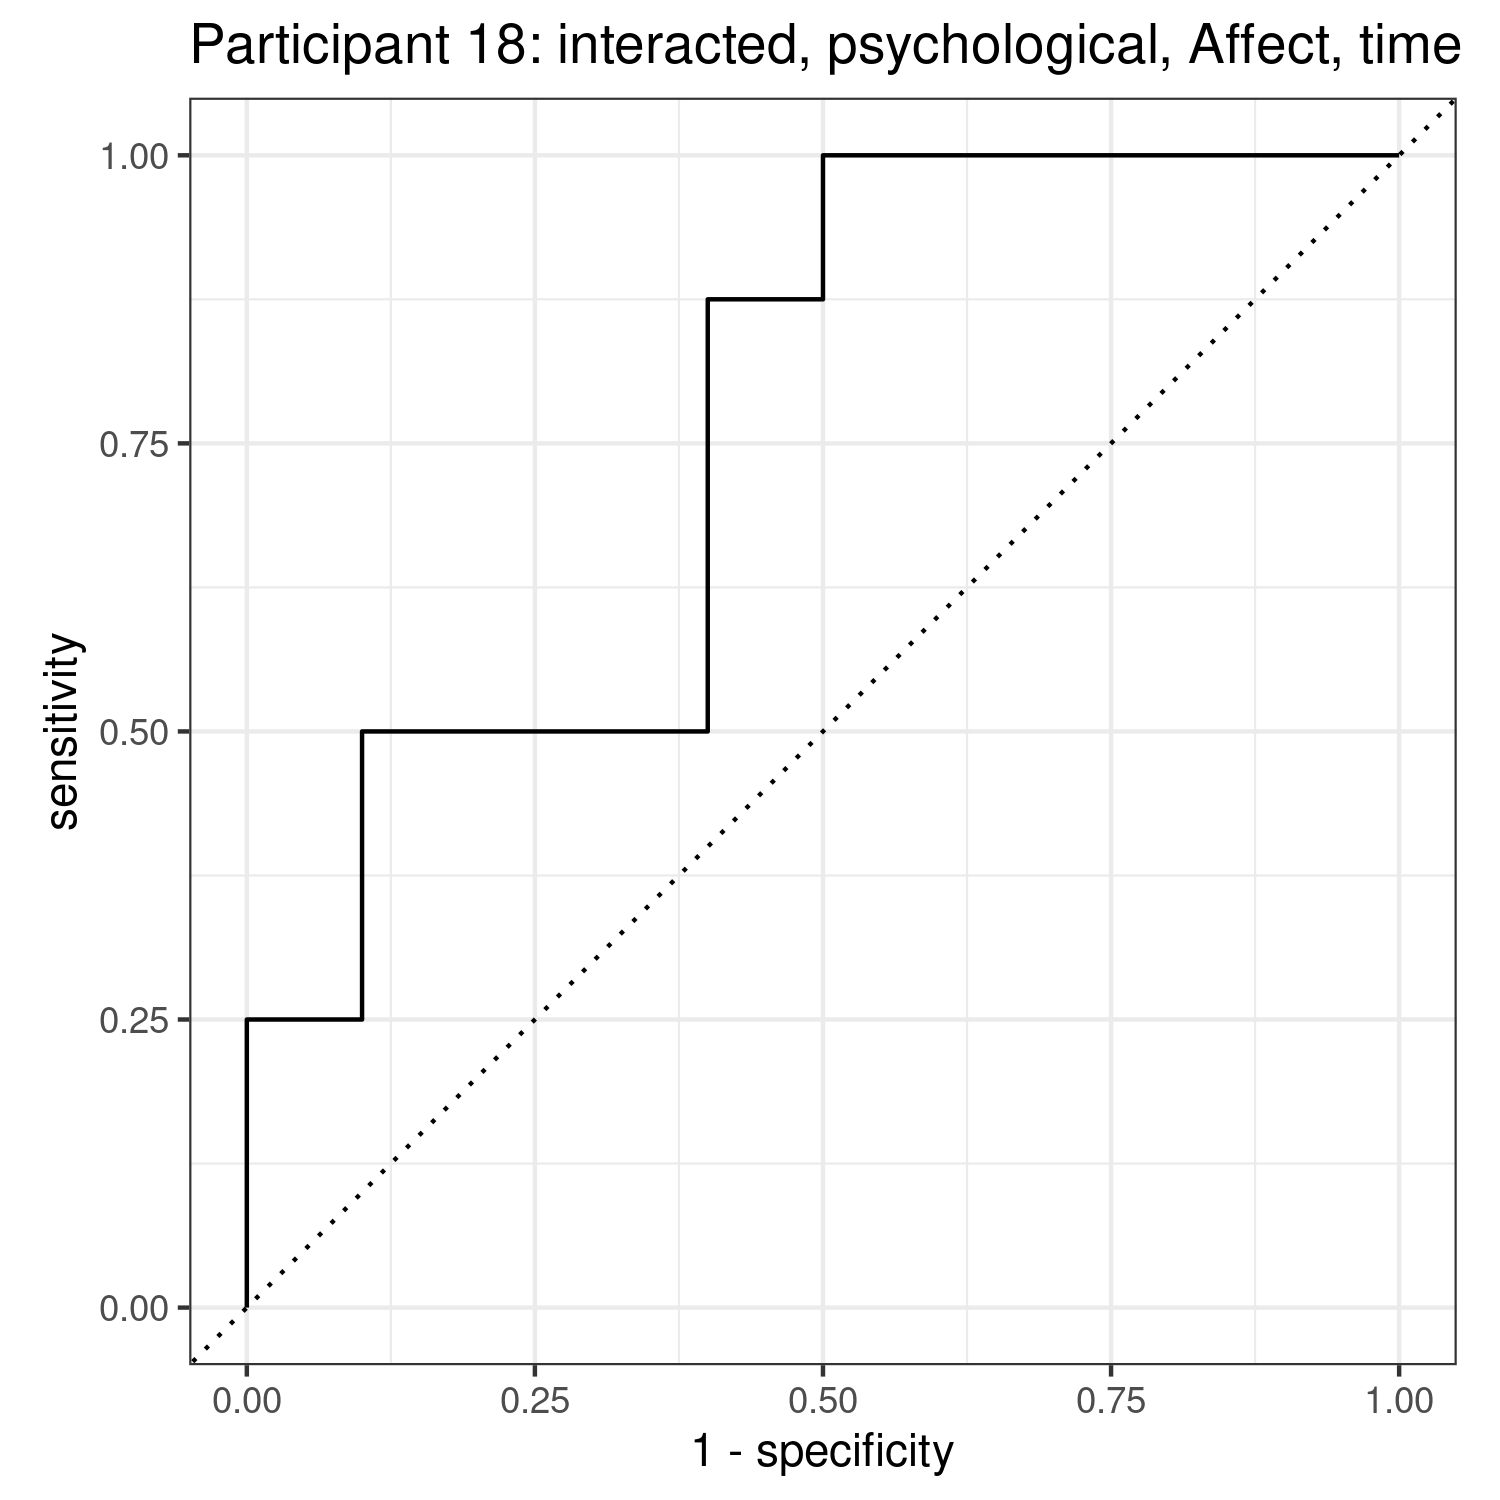 Participant 18: interacted, psychological, Affect, time
1.00
0.75
0.50
0.25
0.00
sensitivity
0.00 0.25 0.50 0.75 1.00
1 - specificity